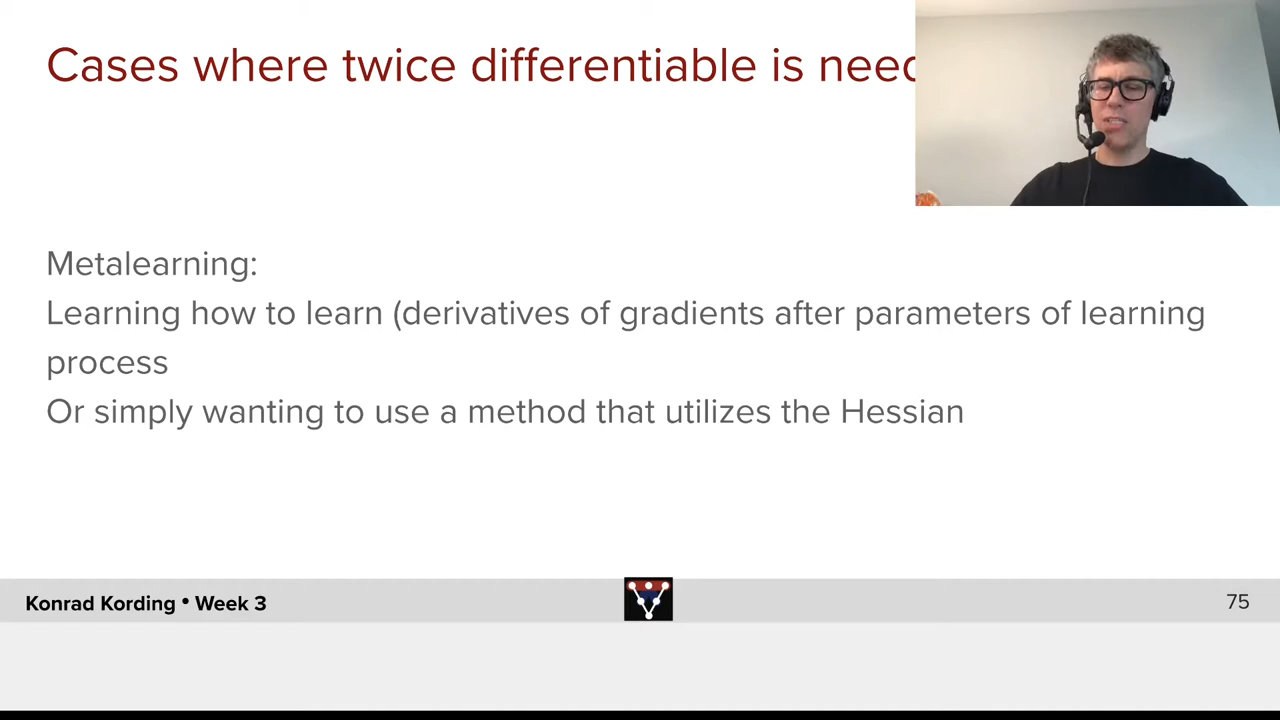 Cases where twice differentiable is need
Metalearning:
Learning how to learn (derivatives of gradients after parameters of learning
process
Or simply wanting to use a method that utilizes the Hessian
Konrad Kording • Week 3
75